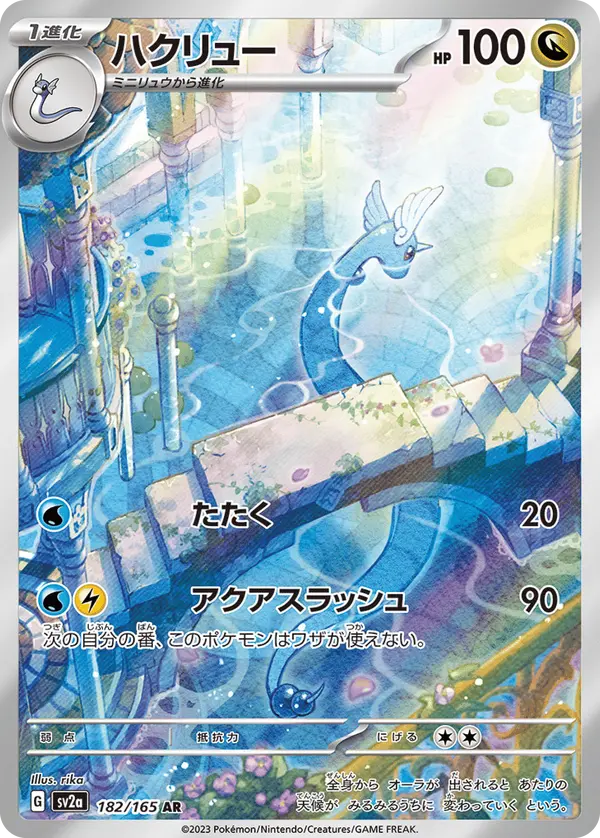 1進化
ハクリュー
HP 100
ミニリュウから進化
たたく 20
アクアスラッシュ 90
次の自分の番、このポケモンはワザが使えない。
弱点 抵抗力 にげる
Illus. rika
G sv2a 182/165 AR
全身から オーラが 出されると あたりの
天候が みるみるうちに 変わっていく という。
©2023 Pokémon/Nintendo/Creatures/GAME FREAK.